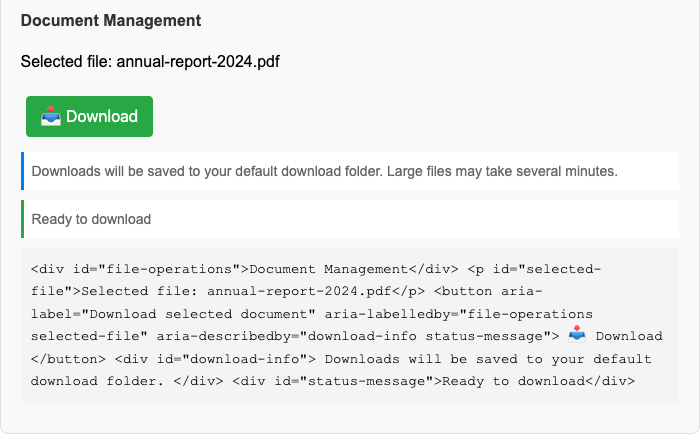 Document Management
Selected file: annual-report-2024.pdf
📥 Download
Downloads will be saved to your default download folder. Large files may take several minutes.
Ready to download
<div id="file-operations">Document Management</div> <p id="selected-
file">Selected file: annual-report-2024.pdf</p> <button aria-
label="Download selected document" aria-labelledby="file-operations
selected-file" aria-describedby="download-info status-message"> 📥 Download
</button> <div id="download-info"> Downloads will be saved to your default
download folder. </div> <div id="status-message">Ready to download</div>